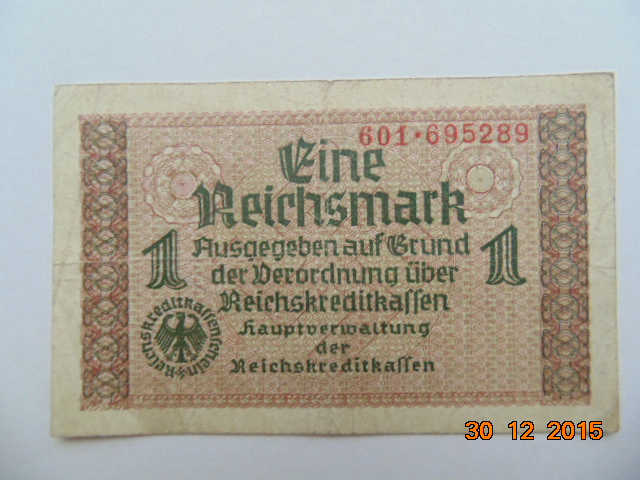 601·695289
Eine
Reichsmark
1 Ausgegeben auf Grund 1
der Verordnung über
Reichskreditkassen
Hauptverwaltung
der
Reichskreditkassen
Reichskreditkassenschein
30 12 2015